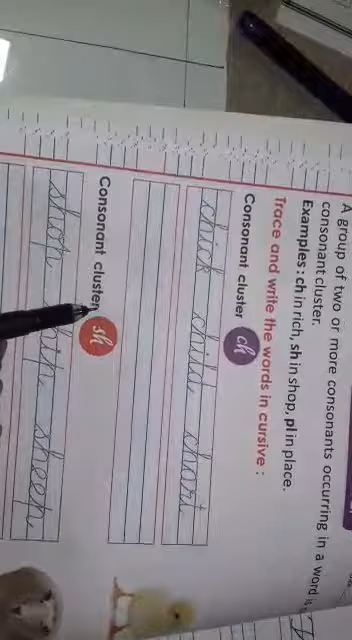 A group of two or more consonants occurring in a word is
consonant cluster.
Examples : ch in rich, sh in shop, pl in place.
Trace and write the words in cursive :
Consonant cluster ch
chick child chart
Consonant cluster sh
shop sheep